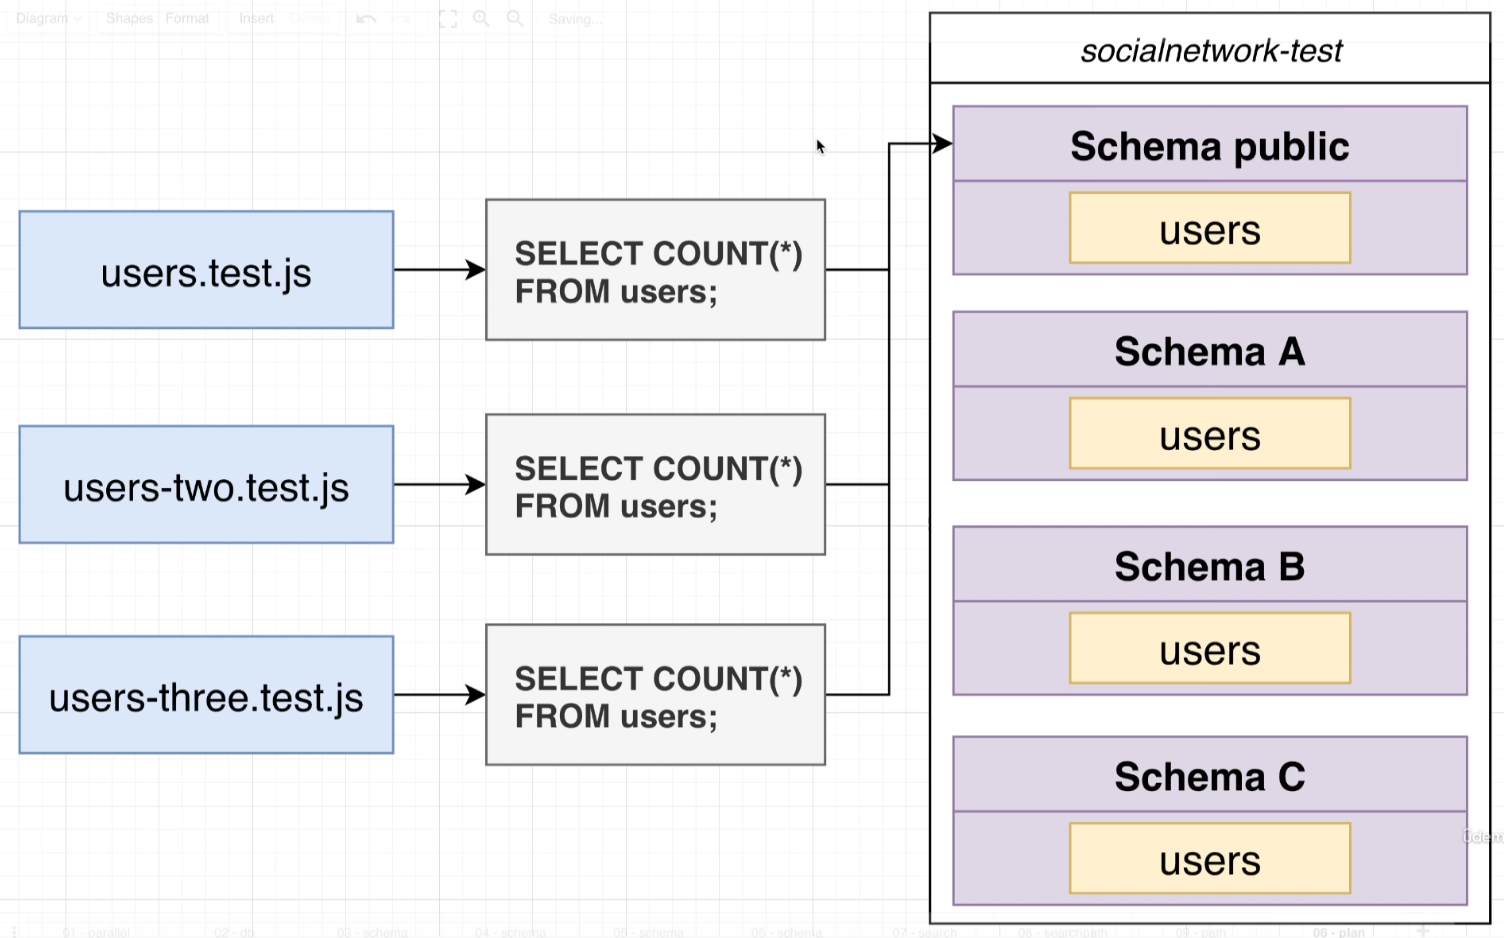 Diagram Shapes Format Insert Delete Saving...
socialnetwork-test
Schema public
users
users.test.js
SELECT COUNT(*)
FROM users;
Schema A
users
users-two.test.js
SELECT COUNT(*)
FROM users;
Schema B
users
users-three.test.js
SELECT COUNT(*)
FROM users;
Schema C
users
01 - parallel 02 - db 03 - schema 04 - schema 05 - schema 06 - schema 07 - search 08 - searchpath 09 - path 06 - plan